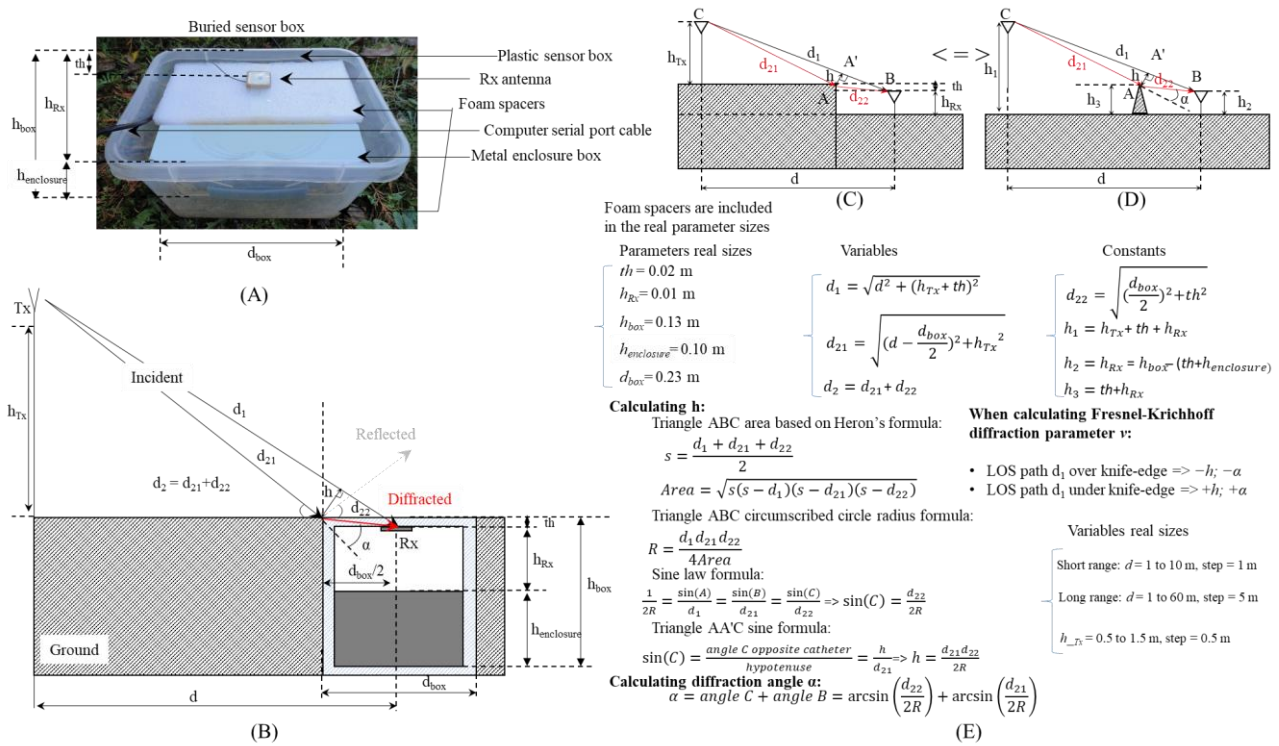 Buried sensor box
th
h_Rx
h_box
h_enclosure
Plastic sensor box
Rx antenna
Foam spacers
Computer serial port cable
Metal enclosure box
d_box
(A)
Tx
Incident
h_Tx
d_1
Reflected
d_21
d_2 = d_21+d_22
h
Diffracted
d_22
th
α
Rx
d_box/2
h_Rx
h_box
h_enclosure
Ground
d_box
d
(B)
C
d_1
A'
h_Tx
d_21
h
B
th
A
d_22
h_Rx
d
(C)
<=>
C
d_1
A'
d_21
h_1
h
d_22
B
A
α
h_3
h_2
d
(D)
Foam spacers are included
in the real parameter sizes
Parameters real sizes
th = 0.02 m
h_Rx= 0.01 m
h_box= 0.13 m
h_enclosure= 0.10 m
d_box= 0.23 m
Variables
d_1 = √(d^2 + (h_Tx + th)^2)
d_21 = √((d − d_box/2)^2+h_Tx^2)
d_2 = d_21+ d_22
Constants
d_22 = √((d_box/2)^2+th^2)
h_1 = h_Tx+ th + h_Rx
h_2 = h_Rx = h_box−(th+h_enclosure)
h_3 = th+h_Rx
Calculating h:
Triangle ABC area based on Heron's formula:
s = (d_1 + d_21 + d_22)/2
Area = √(s(s − d_1)(s − d_21)(s − d_22))
Triangle ABC circumscribed circle radius formula:
R = d_1d_21d_22/4Area
Sine law formula:
1/2R = sin(A)/d_1 = sin(B)/d_21 = sin(C)/d_22 => sin(C) = d_22/2R
Triangle AA'C sine formula:
sin(C) = angle C opposite catheter/hypotenuse = h/d_21 => h = d_21d_22/2R
Calculating diffraction angle α:
α = angle C + angle B = arcsin(d_22/2R) + arcsin(d_21/2R)
When calculating Fresnel-Krichhoff
diffraction parameter v:
• LOS path d_1 over knife-edge => −h; −α
• LOS path d_1 under knife-edge => +h; +α
Variables real sizes
Short range: d = 1 to 10 m, step = 1 m
Long range: d = 1 to 60 m, step = 5 m
h__Tx = 0.5 to 1.5 m, step = 0.5 m
(E)